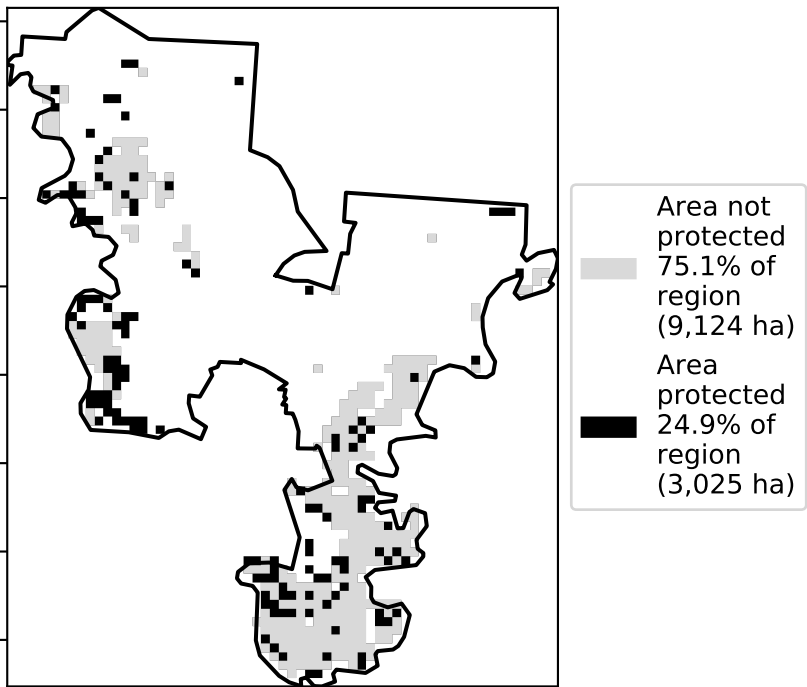 Area not
protected
75.1% of
region
(9,124 ha)
Area
protected
24.9% of
region
(3,025 ha)